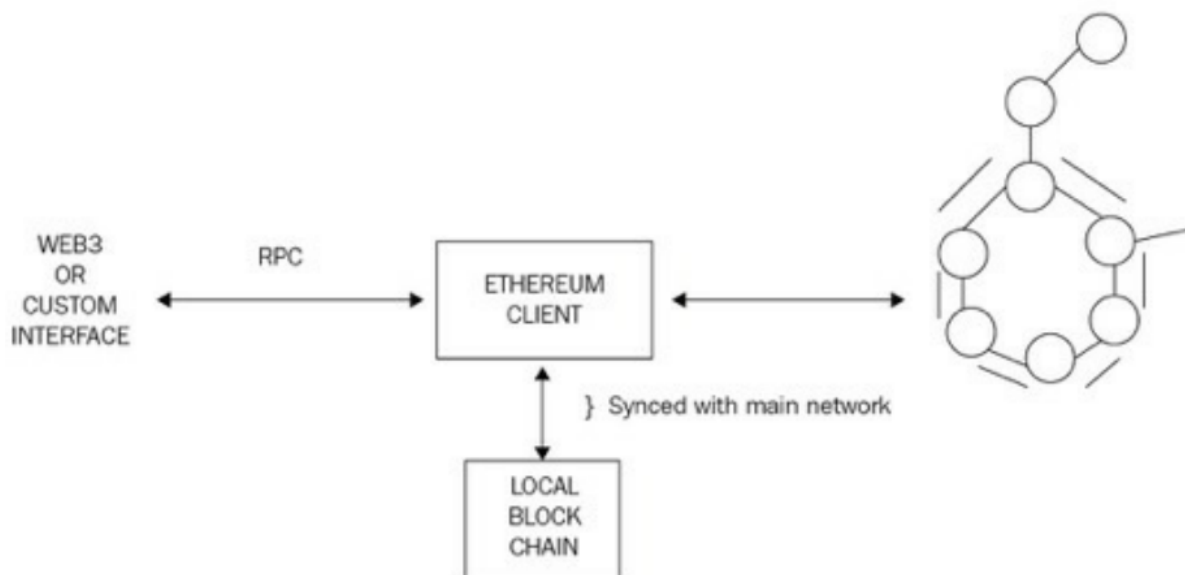 WEB3
OR
CUSTOM
INTERFACE
RPC
ETHEREUM
CLIENT
} Synced with main network
LOCAL
BLOCK
CHAIN